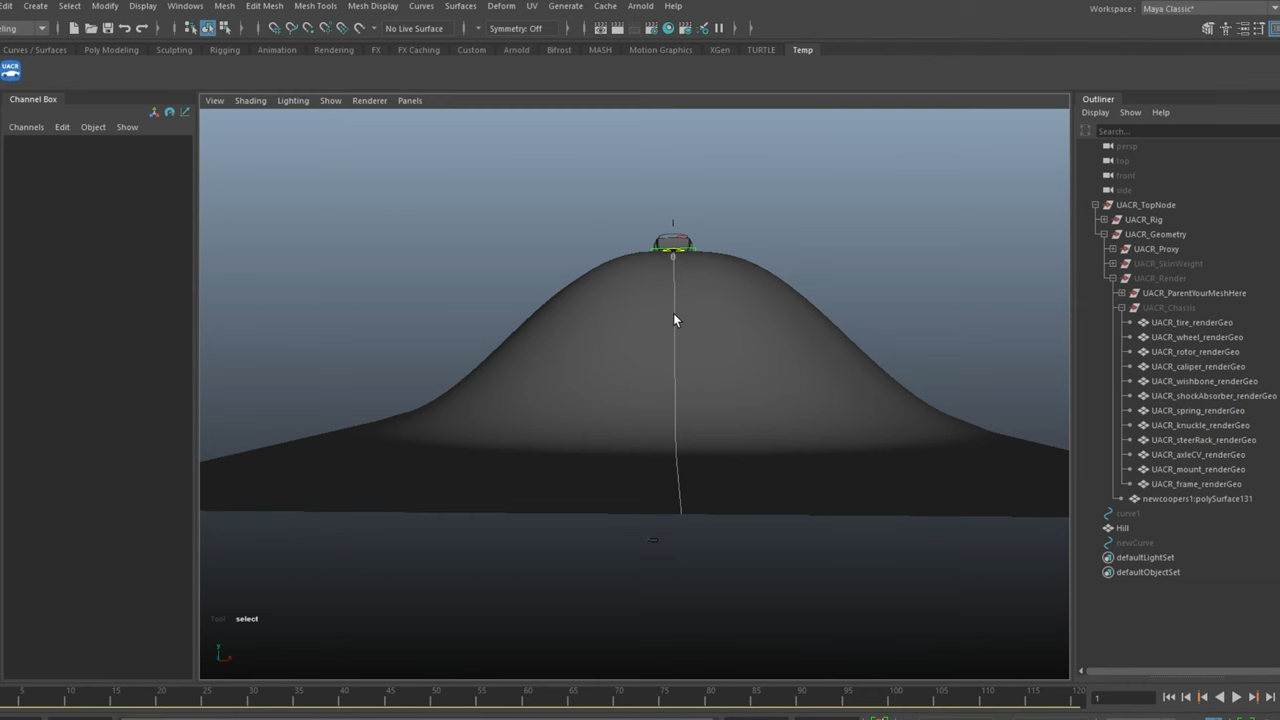 Create Select Modify Display Windows Mesh Edit Mesh Mesh Tools Mesh Display Curves Surfaces Deform UV Generate Cache Arnold Help
Workspace : Maya Classic*
No Live Surface
Symmetry: Off
Curves / Surfaces Poly Modeling Sculpting Rigging Animation Rendering FX FX Caching Custom Arnold Bifrost MASH Motion Graphics XGen TURTLE Temp
UACR
Channel Box
Channels Edit Object Show
View Shading Lighting Show Renderer Panels
select
Outliner
Display Show Help
Search...
persp
top
front
side
UACR_TopNode
UACR_Rig
UACR_Geometry
UACR_Proxy
UACR_SkinWeight
UACR_Render
UACR_ParentYourMeshHere
UACR_Chassis
UACR_tire_renderGeo
UACR_wheel_renderGeo
UACR_rotor_renderGeo
UACR_caliper_renderGeo
UACR_wishbone_renderGeo
UACR_shockAbsorber_renderGeo
UACR_spring_renderGeo
UACR_knuckle_renderGeo
UACR_steerRack_renderGeo
UACR_axleCV_renderGeo
UACR_mount_renderGeo
UACR_frame_renderGeo
newcoopers1:polySurface131
curve1
Hill
newCurve
defaultLightSet
defaultObjectSet
5 10 15 20 25 30 35 40 45 50 55 60 65 70 75 80 85 90 95 100 105 110 115 120
1